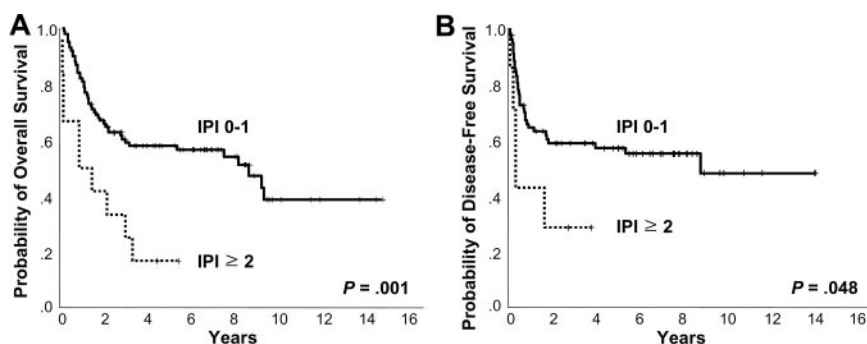 A
Probability of Overall Survival
1.0
.8
.6
.4
.2
.0
IPI 0-1
IPI ≥ 2
P = .001
0 2 4 6 8 10 12 14 16
Years
B
Probability of Disease-Free Survival
1.0
.8
.6
.4
.2
.0
IPI 0-1
IPI ≥ 2
P = .048
0 2 4 6 8 10 12 14 16
Years